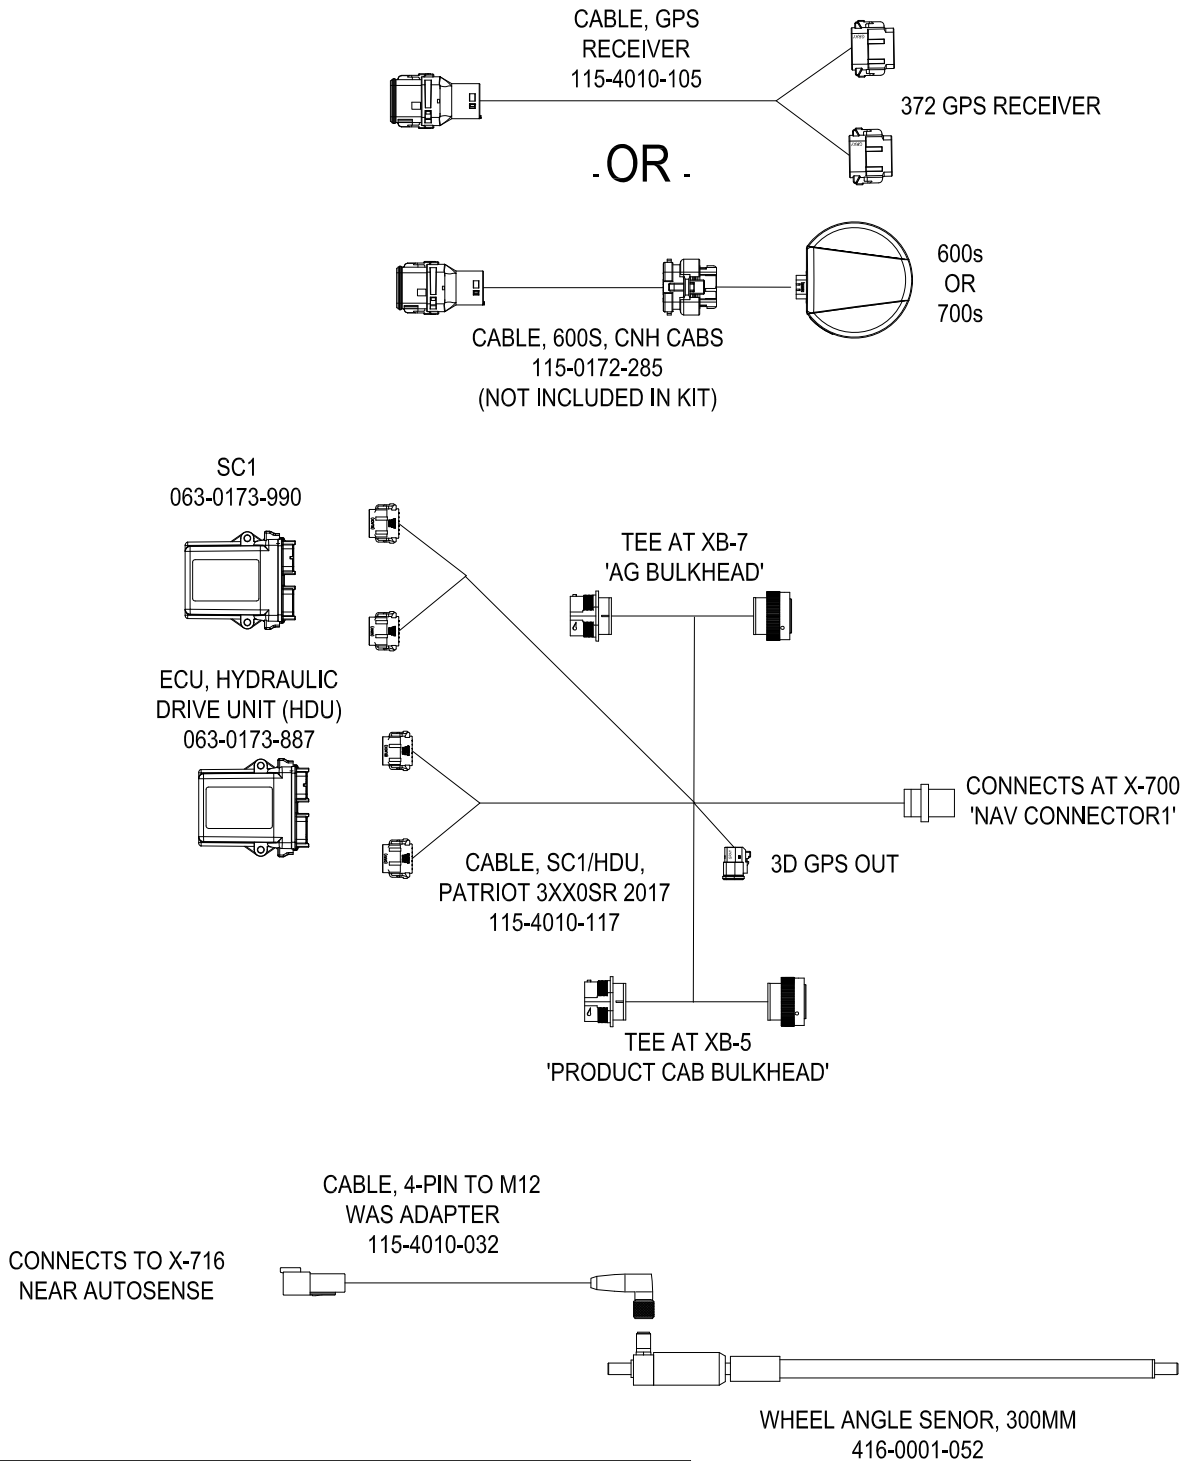 CABLE, GPS
RECEIVER
115-4010-105
372 GPS RECEIVER
- OR -
600s
OR
700s
CABLE, 600S, CNH CABS
115-0172-285
(NOT INCLUDED IN KIT)
SC1
063-0173-990
TEE AT XB-7
'AG BULKHEAD'
ECU, HYDRAULIC
DRIVE UNIT (HDU)
063-0173-887
CONNECTS AT X-700
'NAV CONNECTOR1'
3D GPS OUT
CABLE, SC1/HDU,
PATRIOT 3XX0SR 2017
115-4010-117
TEE AT XB-5
'PRODUCT CAB BULKHEAD'
CABLE, 4-PIN TO M12
WAS ADAPTER
115-4010-032
CONNECTS TO X-716
NEAR AUTOSENSE
WHEEL ANGLE SENOR, 300MM
416-0001-052